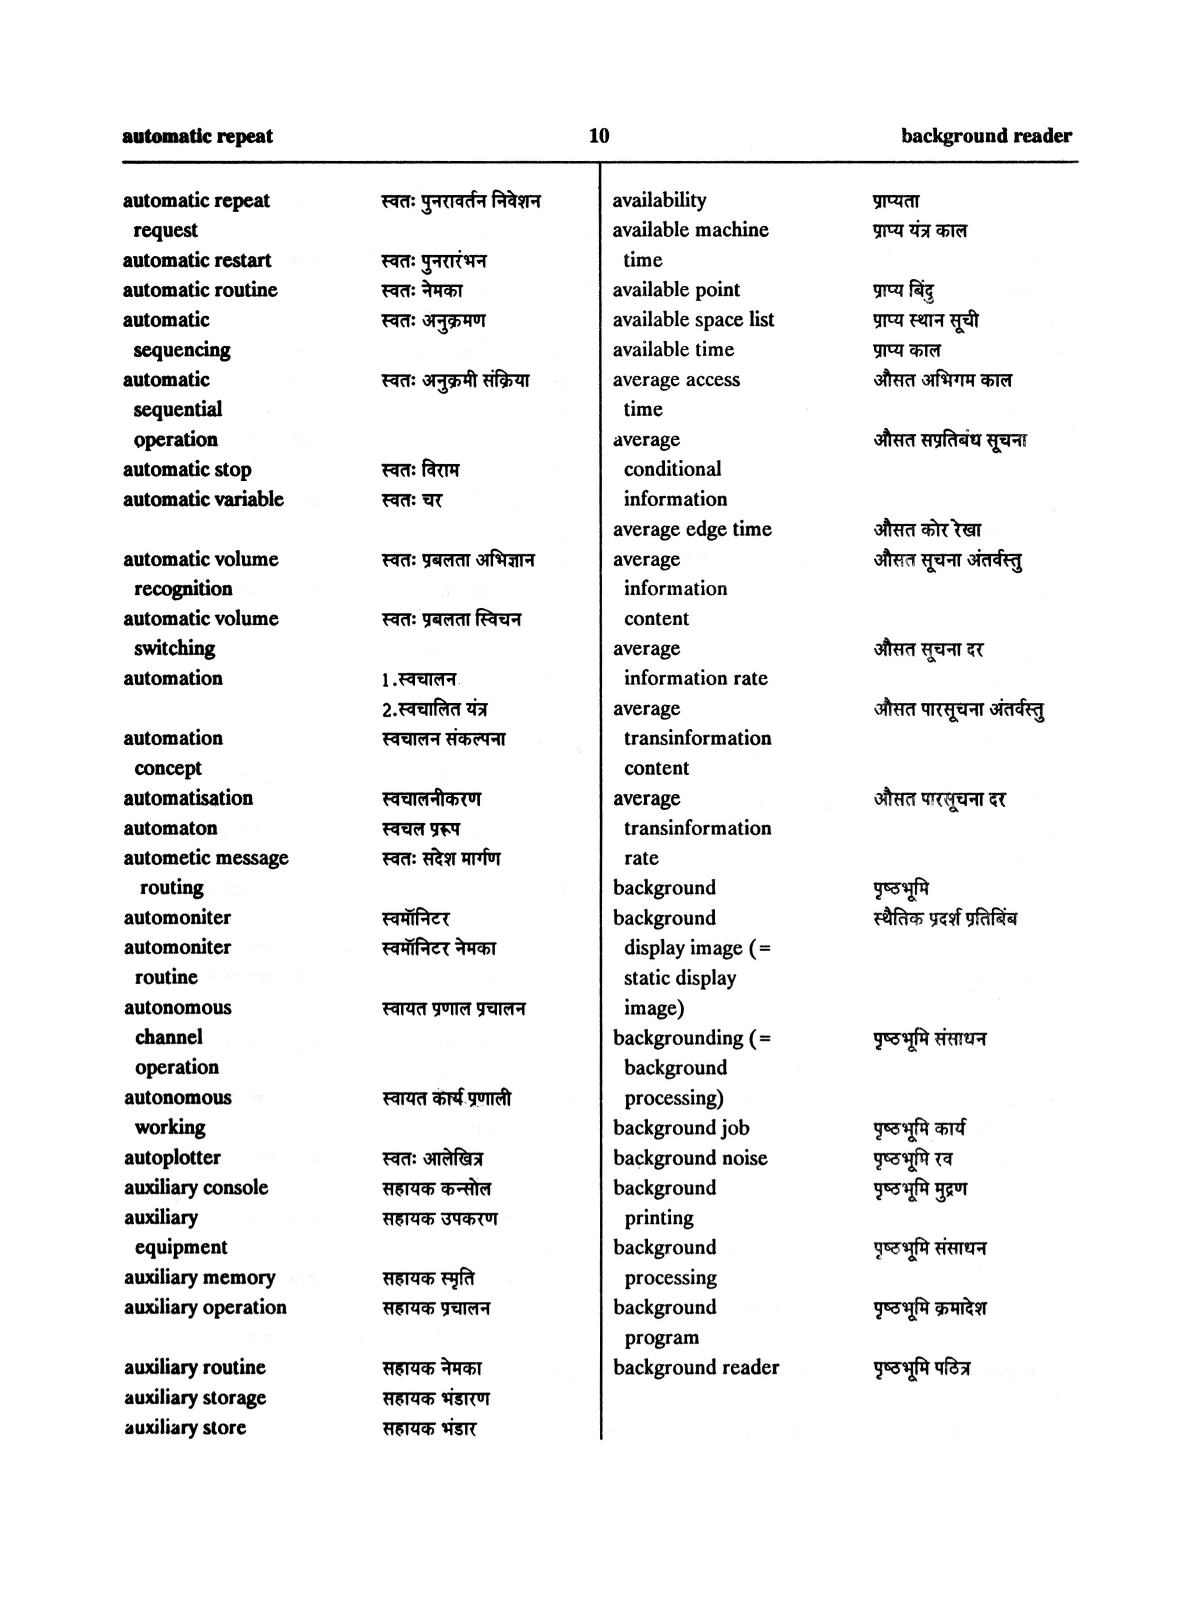 automatic repeat 10 background reader
automatic repeat स्वतः पुनरावर्तन निवेशन
request
automatic restart स्वतः पुनरारंभन
automatic routine स्वतः नेमका
automatic स्वतः अनुक्रमण
sequencing
automatic स्वतः अनुक्रमी संक्रिया
sequential
operation
automatic stop स्वतः विराम
automatic variable स्वतः चर
automatic volume स्वतः प्रबलता अभिज्ञान
recognition
automatic volume स्वतः प्रबलता स्विचन
switching
automation 1.स्वचालन
2.स्वचालित यंत्र
automation स्वचालन संकल्पना
concept
automatisation स्वचालनीकरण
automaton स्वचल प्ररूप
autometic message स्वतः संदेश मार्गण
routing
automoniter स्वमॉनिटर
automoniter स्वमॉनिटर नेमका
routine
autonomous स्वायत प्रणाल प्रचालन
channel
operation
autonomous स्वायत कार्य प्रणाली
working
autoplotter स्वतः आलेखित्र
auxiliary console सहायक कन्सोल
auxiliary सहायक उपकरण
equipment
auxiliary memory सहायक स्मृति
auxiliary operation सहायक प्रचालन
auxiliary routine सहायक नेमका
auxiliary storage सहायक भंडारण
auxiliary store सहायक भंडार
availability प्राप्यता
available machine प्राप्य यंत्र काल
time
available point प्राप्य बिंदु
available space list प्राप्य स्थान सूची
available time प्राप्य काल
average access औसत अभिगम काल
time
average औसत सप्रतिबंध सूचना
conditional
information
average edge time औसत कोर रेखा
average औसत सूचना अंतर्वस्तु
information
content
average औसत सूचना दर
information rate
average औसत पारसूचना अंतर्वस्तु
transinformation
content
average औसत पारसूचना दर
transinformation
rate
background पृष्ठभूमि
background स्थैतिक प्रदर्श प्रतिबिंब
display image (=
static display
image)
backgrounding (= पृष्ठभूमि संसाधन
background
processing)
background job पृष्ठभूमि कार्य
background noise पृष्ठभूमि रव
background पृष्ठभूमि मुद्रण
printing
background पृष्ठभूमि संसाधन
processing
background पृष्ठभूमि क्रमादेश
program
background reader पृष्ठभूमि पठित्र